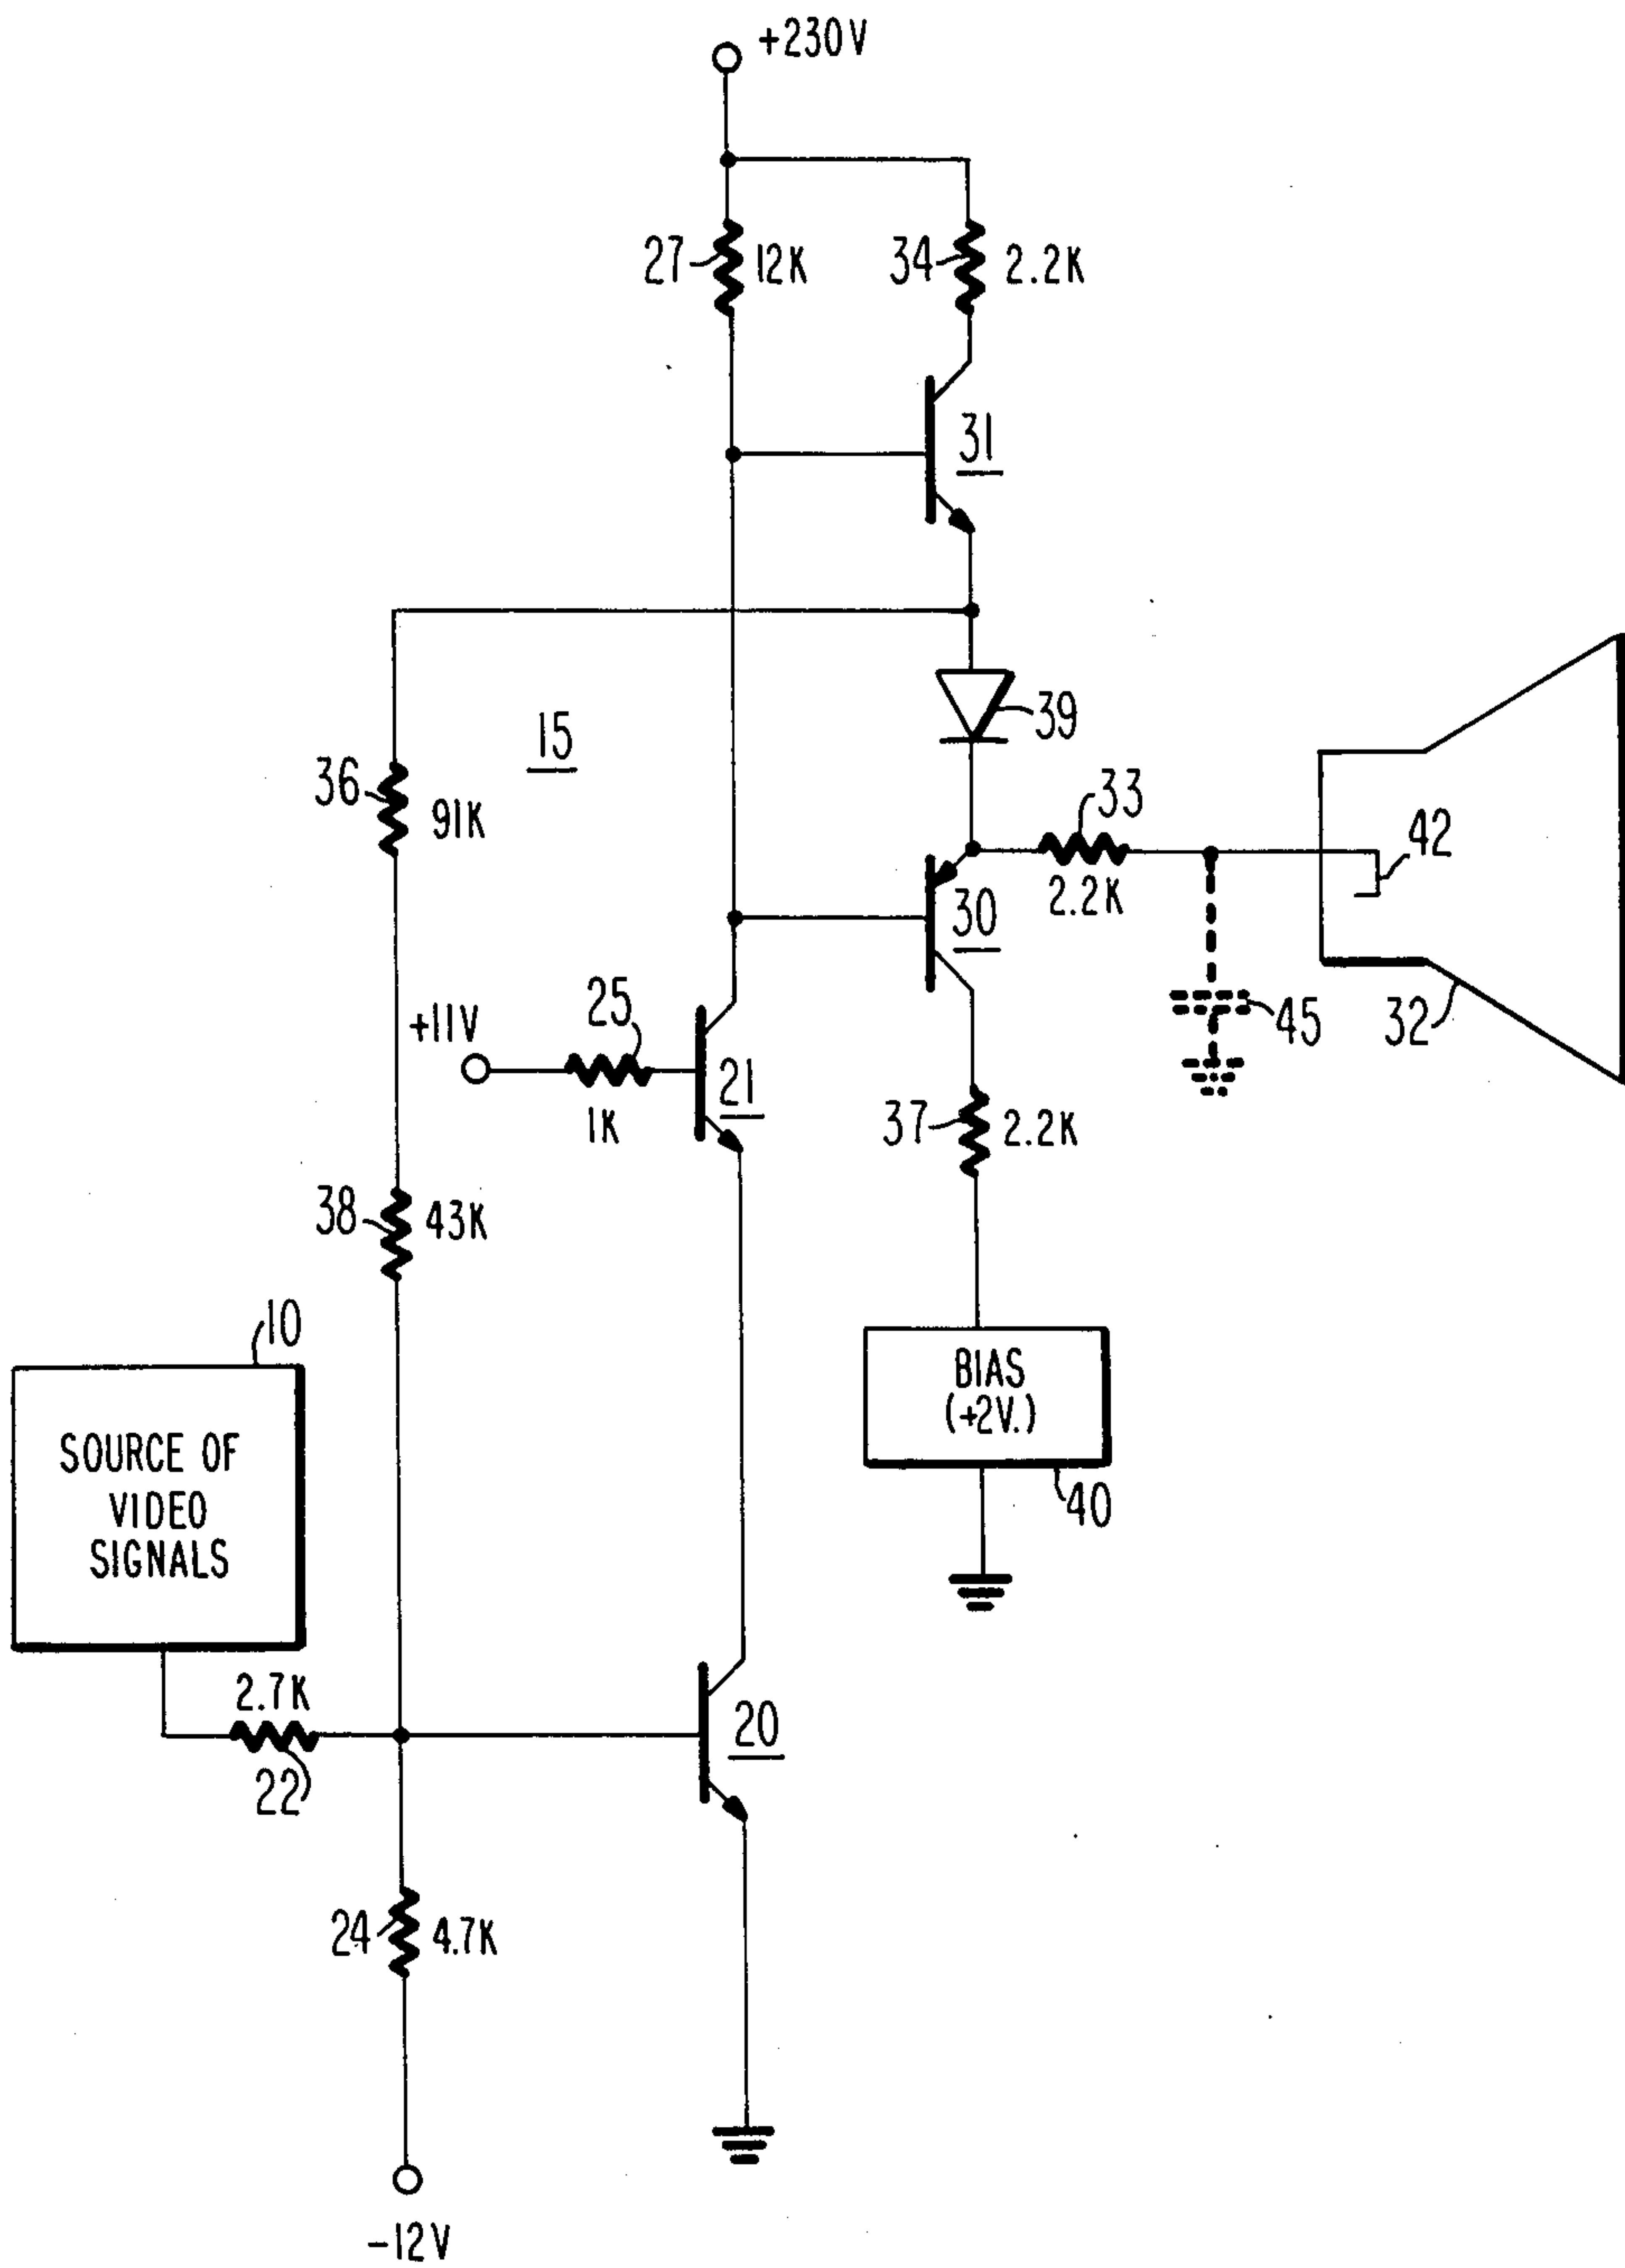 +230V
27
12K
34
2.2K
31
39
15
36
91K
33
2.2K
42
30
+11V
25
1K
21
45
32
37
2.2K
38
43K
10
SOURCE OF
VIDEO
SIGNALS
BIAS
(+2V.)
40
2.7K
22
20
24
4.7K
-12V